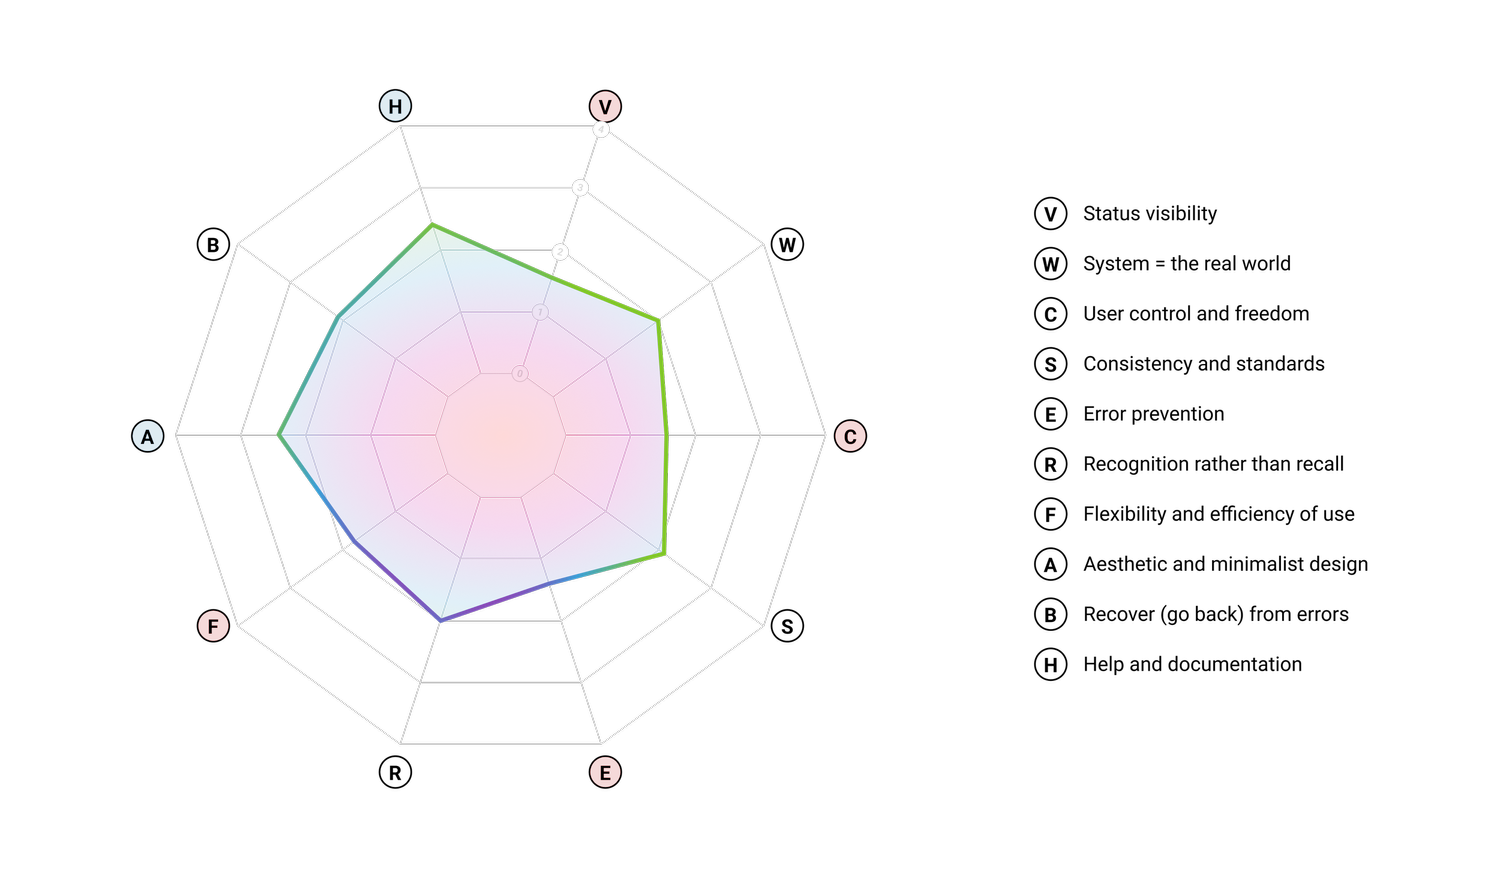 H
V
4
3
B
W
2
1
0
A
C
F
S
R
E
V Status visibility
W System = the real world
C User control and freedom
S Consistency and standards
E Error prevention
R Recognition rather than recall
F Flexibility and efficiency of use
A Aesthetic and minimalist design
B Recover (go back) from errors
H Help and documentation